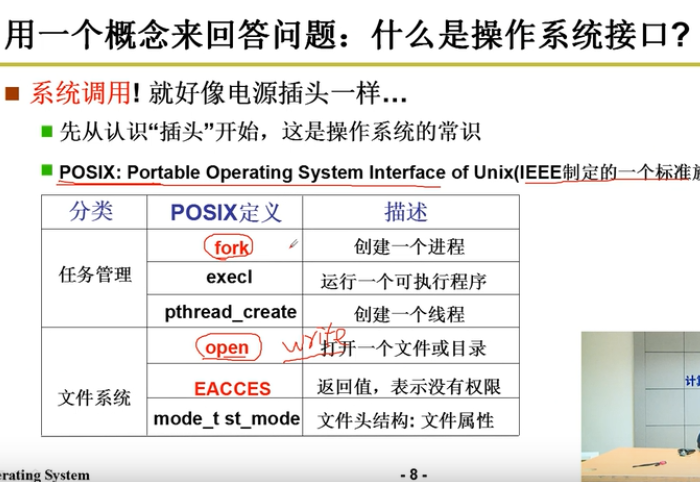 用一个概念来回答问题：什么是操作系统接口?
系统调用! 就好像电源插头一样…
先从认识“插头”开始，这是操作系统的常识
POSIX: Portable Operating System Interface of Unix(IEEE制定的一个标准
分类 POSIX定义 描述
任务管理
fork 创建一个进程
execl 运行一个可执行程序
pthread_create 创建一个线程
文件系统
open write 打开一个文件或目录
EACCES 返回值，表示没有权限
mode_t st_mode 文件头结构: 文件属性
erating System - 8 -
计